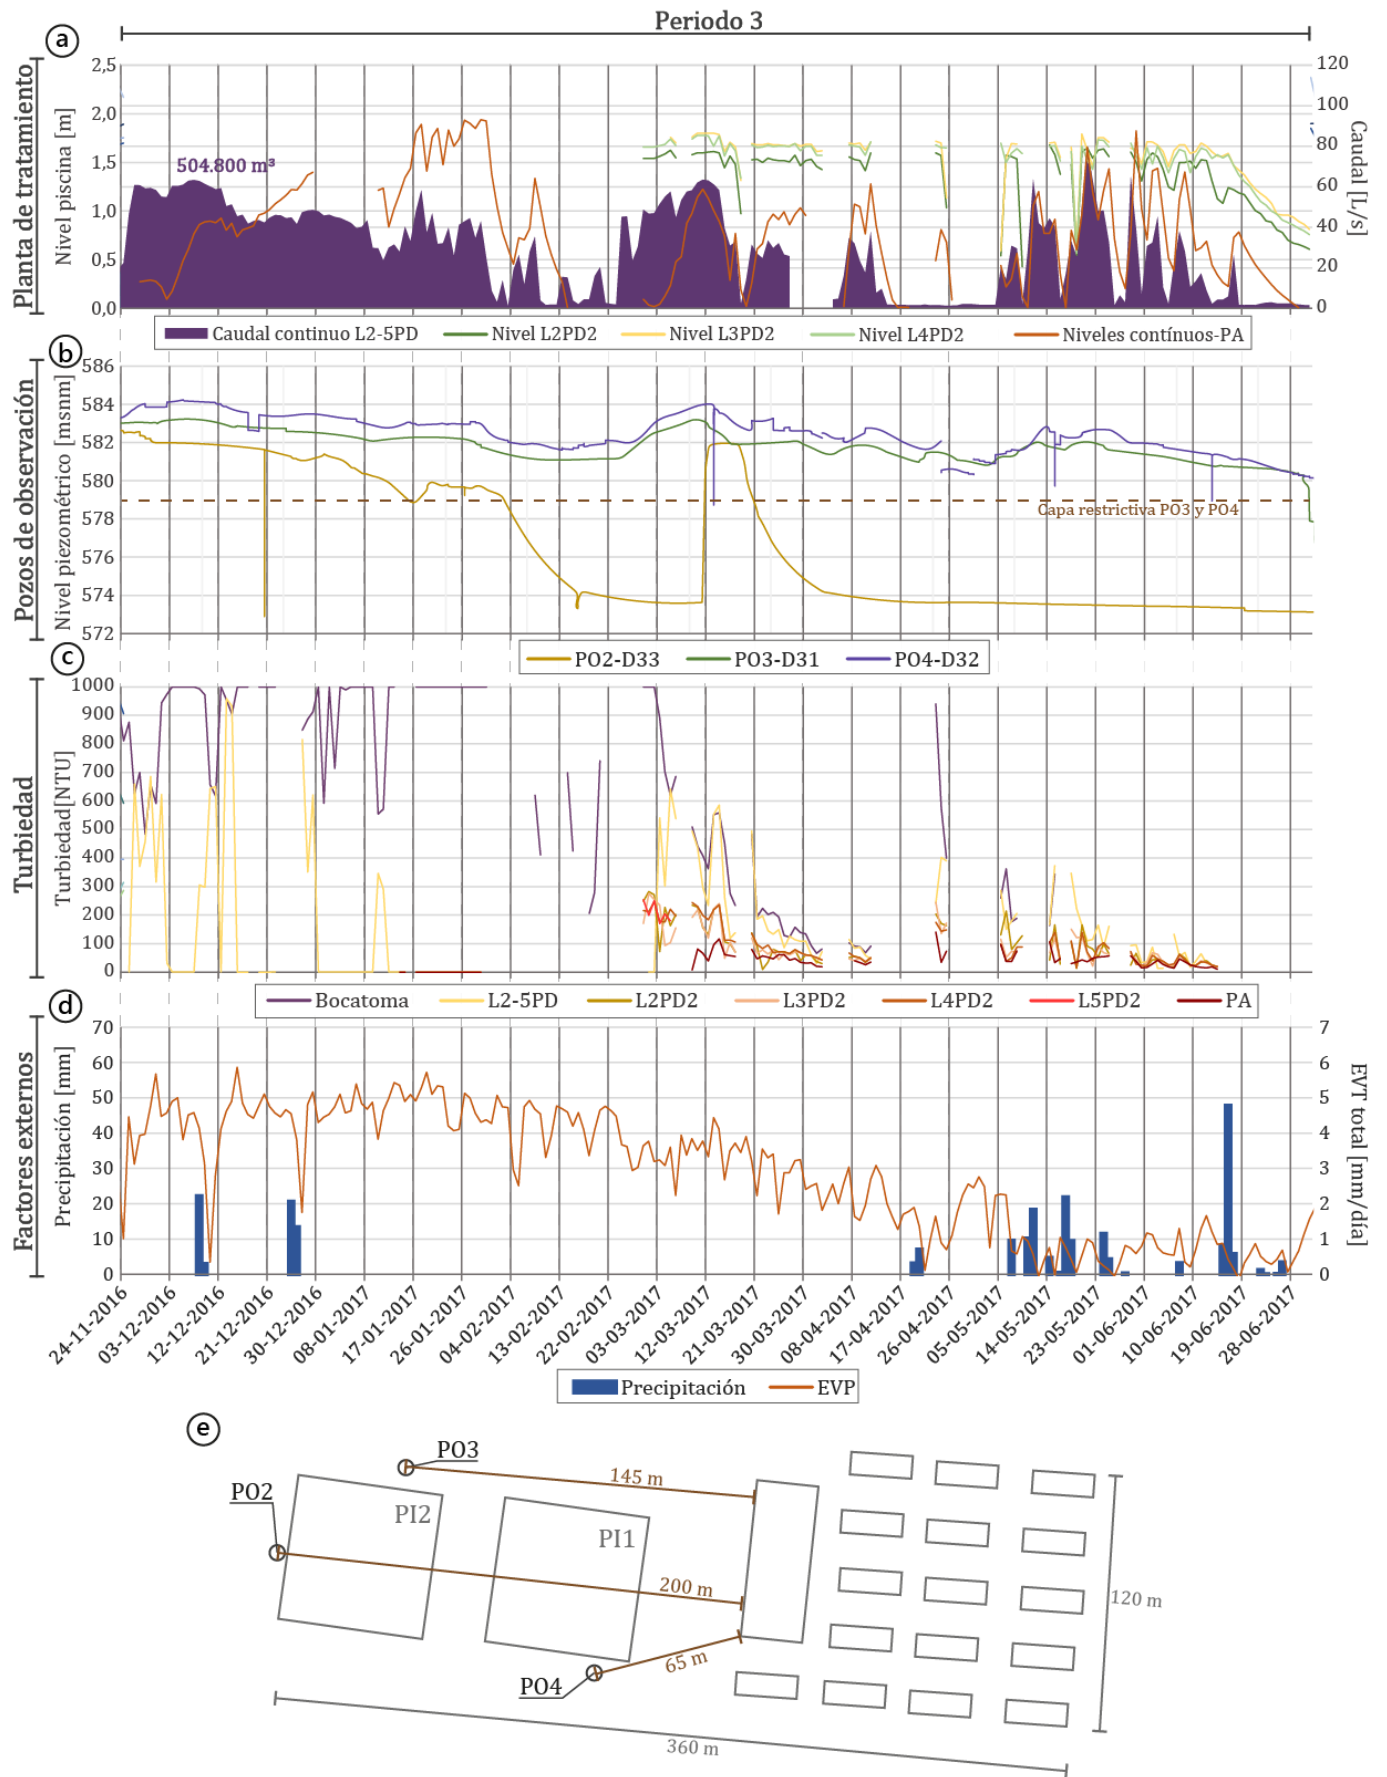 Periodo 3
a
Planta de tratamiento
Nivel piscina [m]
2,5
2,0
1,5
1,0
0,5
0,0
504.800 m³
120
100
80
60
40
20
0
Caudal [L/s]
Caudal continuo L2-5PD
Nivel L2PD2
Nivel L3PD2
Nivel L4PD2
Niveles contínuos-PA
b
Pozos de observación
Nivel piezométrico [msnm]
586
584
582
580
578
576
574
572
Capa restrictiva PO3 y PO4
PO2-D33
PO3-D31
PO4-D32
c
Turbiedad
Turbiedad[NTU]
1000
900
800
700
600
500
400
300
200
100
0
Bocatoma
L2-5PD
L2PD2
L3PD2
L4PD2
L5PD2
PA
d
Factores externos
Precipitación [mm]
70
60
50
40
30
20
10
0
7
6
5
4
3
2
1
0
EVT total [mm/día]
24-11-2016
03-12-2016
12-12-2016
21-12-2016
30-12-2016
08-01-2017
17-01-2017
26-01-2017
04-02-2017
13-02-2017
22-02-2017
03-03-2017
12-03-2017
21-03-2017
30-03-2017
08-04-2017
17-04-2017
26-04-2017
05-05-2017
14-05-2017
23-05-2017
01-06-2017
10-06-2017
19-06-2017
28-06-2017
Precipitación
EVP
e
PO3
145 m
PO2
PI2
PI1
200 m
120 m
65 m
PO4
360 m